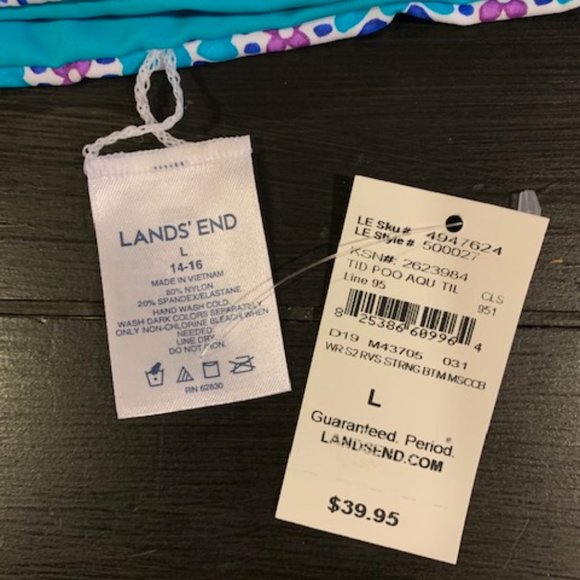 LANDS' END
L
14-16
MADE IN VIETNAM
80% NYLON
20% SPANDEX/ELASTANE
HAND WASH COLD.
WASH DARK COLORS SEPARATELY
ONLY NON-CHLORINE BLEACH WHEN
NEEDED.
LINE DRY.
DO NOT IRON.
RN 62830
LE Sku# 4947624
LE Style# 500027
KSN#: 2623984
TID POO AQU TIL
Line 95 CLS
951
8 25386 68996 4
D19 M43705 031
WR S2 RVS STRNG BTM MSCCB
L
Guaranteed. Period.®
LANDSEND.COM
$39.95